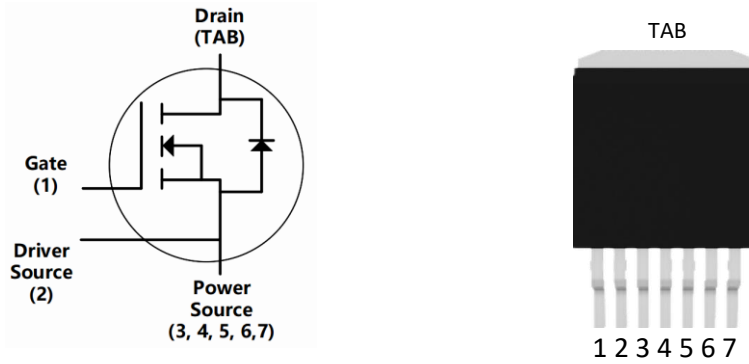 Drain
(TAB)
Gate
(1)
Driver
Source
(2)
Power
Source
(3, 4, 5, 6,7)
TAB
1 2 3 4 5 6 7